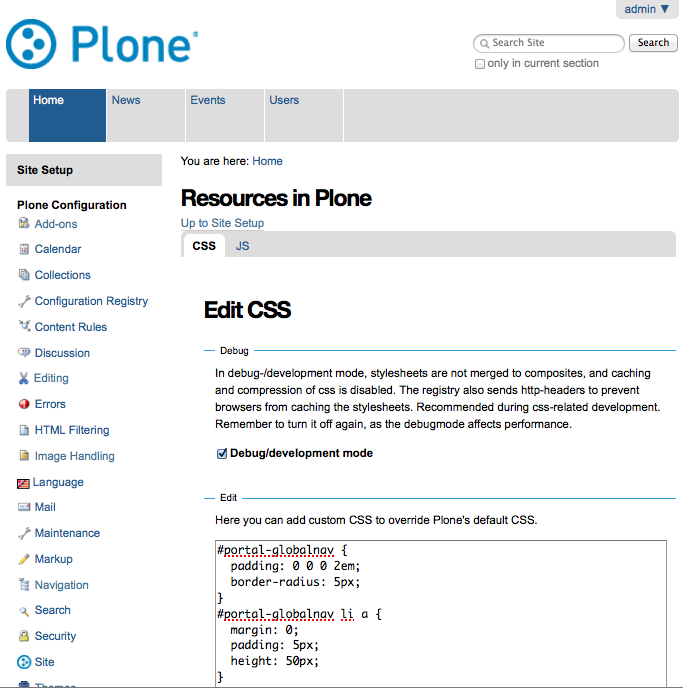 admin ▼
Plone
Search Site
Search
only in current section
Home
News
Events
Users
Site Setup
Plone Configuration
Add-ons
Calendar
Collections
Configuration Registry
Content Rules
Discussion
Editing
Errors
HTML Filtering
Image Handling
Language
Mail
Maintenance
Markup
Navigation
Search
Security
Site
Themes
You are here: Home
Resources in Plone
Up to Site Setup
CSS
JS
Edit CSS
Debug
In debug-/development mode, stylesheets are not merged to composites, and caching
and compression of css is disabled. The registry also sends http-headers to prevent
browsers from caching the stylesheets. Recommended during css-related development.
Remember to turn it off again, as the debugmode affects performance.
Debug/development mode
Edit
Here you can add custom CSS to override Plone's default CSS.
#portal-globalnav {
padding: 0 0 0 2em;
border-radius: 5px;
}
#portal-globalnav li a {
margin: 0;
padding: 5px;
height: 50px;
}